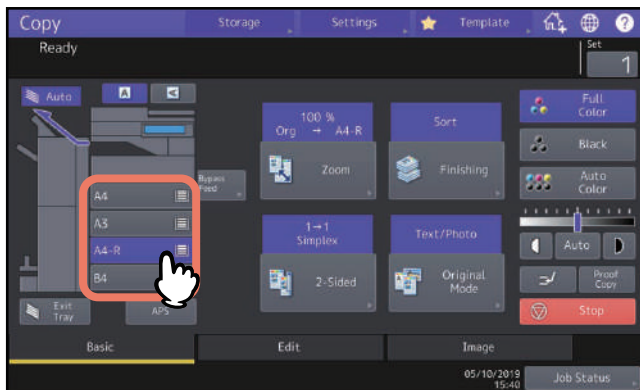 Copy
Storage
Settings
Template
?
Ready
Set
1
Auto
A
A
100 %
Org → A4-R
Zoom
Sort
Finishing
Full
Color
Black
Auto
Color
Bypass
Feed
A4
A3
A4-R
B4
1→1
Simplex
2-Sided
Text/Photo
Original
Mode
Auto
Proof
Copy
Exit
Tray
APS
Stop
Basic
Edit
Image
05/10/2019
15:40
Job Status